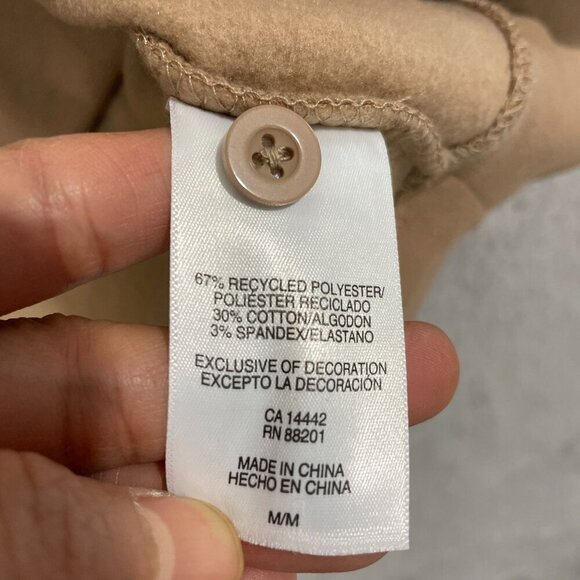 67% RECYCLED POLYESTER/
POLIÉSTER RECICLADO
30% COTTON/ALGODON
3% SPANDEX/ELASTANO
EXCLUSIVE OF DECORATION
EXCEPTO LA DECORACIÓN
CA 14442
RN 88201
MADE IN CHINA
HECHO EN CHINA
M/M